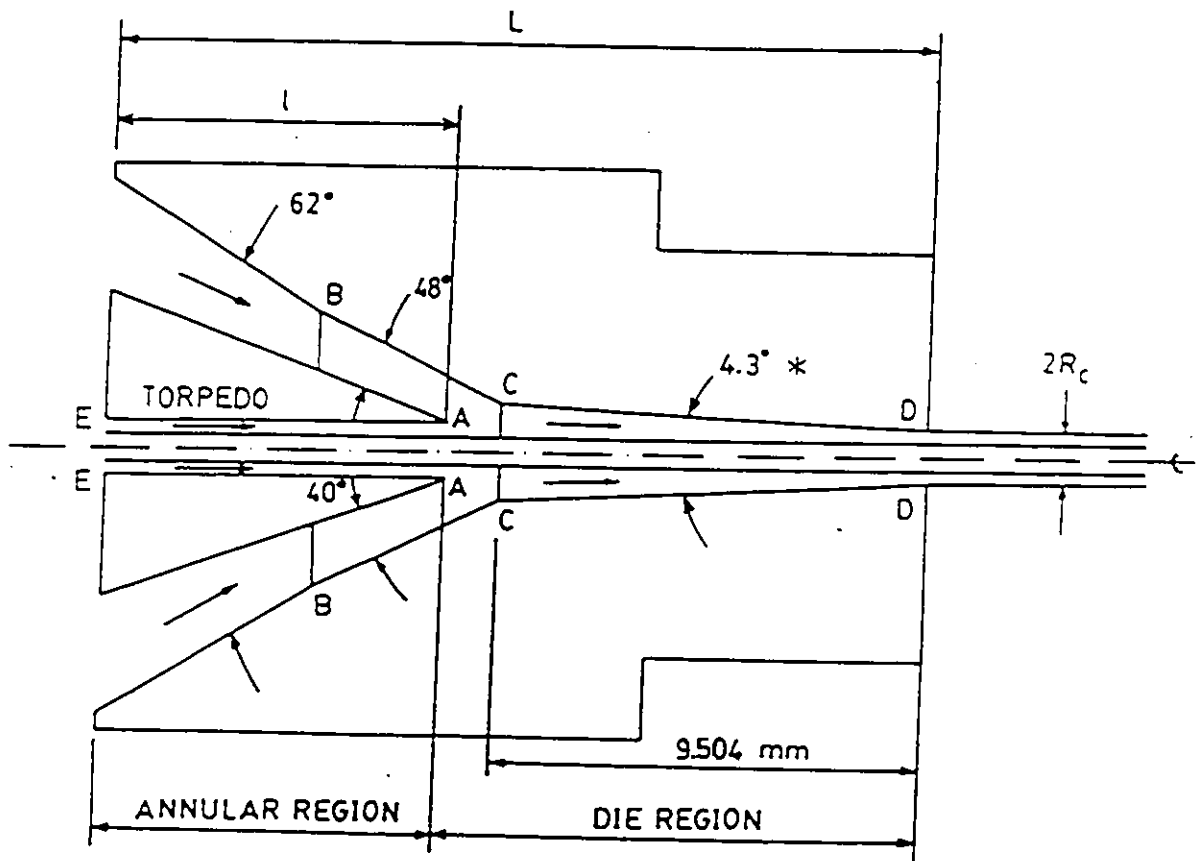 L
l
62°
B
48°
C
4.3° *
2R_c
TORPEDO
E
A
D
E
40°
A
C
D
B
9.504 mm
ANNULAR REGION
DIE REGION